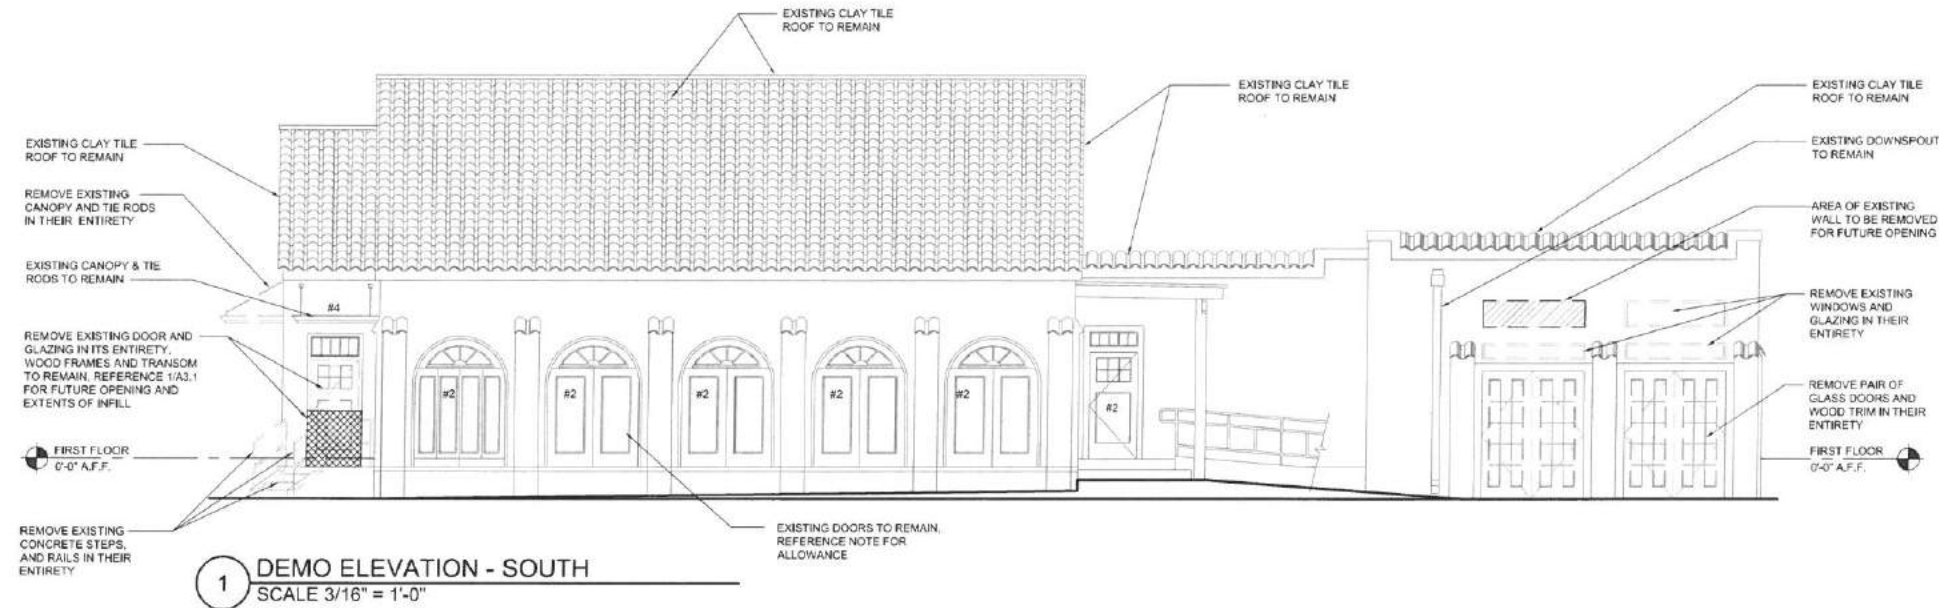 EXISTING CLAY TILE
ROOF TO REMAIN
EXISTING CLAY TILE
ROOF TO REMAIN
EXISTING CLAY TILE
ROOF TO REMAIN
EXISTING DOWNSPOUT
TO REMAIN
AREA OF EXISTING
WALL TO BE REMOVED
FOR FUTURE OPENING
REMOVE EXISTING
WINDOWS AND
GLAZING IN THEIR
ENTIRETY
REMOVE PAIR OF
GLASS DOORS AND
WOOD TRIM IN THEIR
ENTIRETY
FIRST FLOOR
0'-0" A.F.F.
EXISTING CLAY TILE
ROOF TO REMAIN
REMOVE EXISTING
CANOPY AND TIE RODS
IN THEIR ENTIRETY
EXISTING CANOPY & TIE
RODS TO REMAIN
REMOVE EXISTING DOOR AND
GLAZING IN ITS ENTIRETY,
WOOD FRAMES AND TRANSOM
TO REMAIN, REFERENCE 1/A3.1
FOR FUTURE OPENING AND
EXTENTS OF INFILL
FIRST FLOOR
0'-0" A.F.F.
REMOVE EXISTING
CONCRETE STEPS,
AND RAILS IN THEIR
ENTIRETY
#4
#2
#2
#2
#2
#2
#2
EXISTING DOORS TO REMAIN,
REFERENCE NOTE FOR
ALLOWANCE
1
DEMO ELEVATION - SOUTH
SCALE 3/16" = 1'-0"